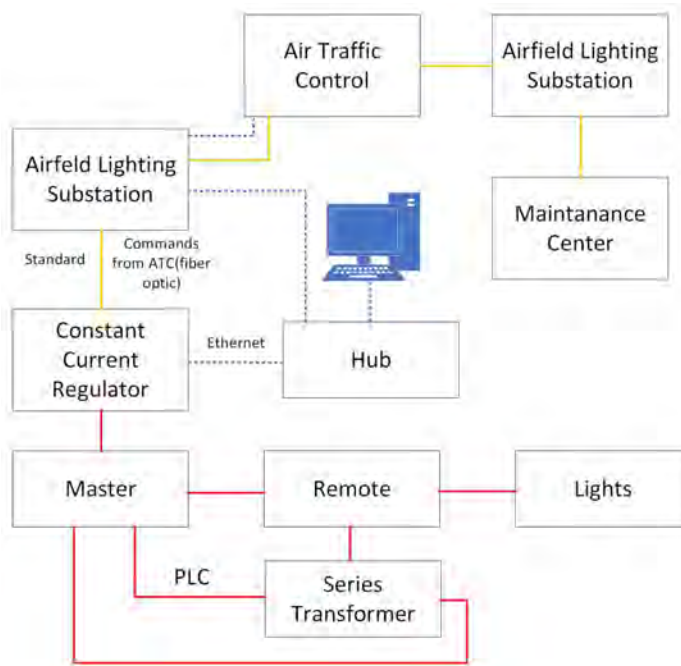 Air Traffic
Control
Airfield Lighting
Substation
Airfeld Lighting
Substation
Maintanance
Center
Standard
Commands
from ATC(fiber
optic)
Constant
Current
Regulator
Ethernet
Hub
Master
Remote
Lights
PLC
Series
Transformer